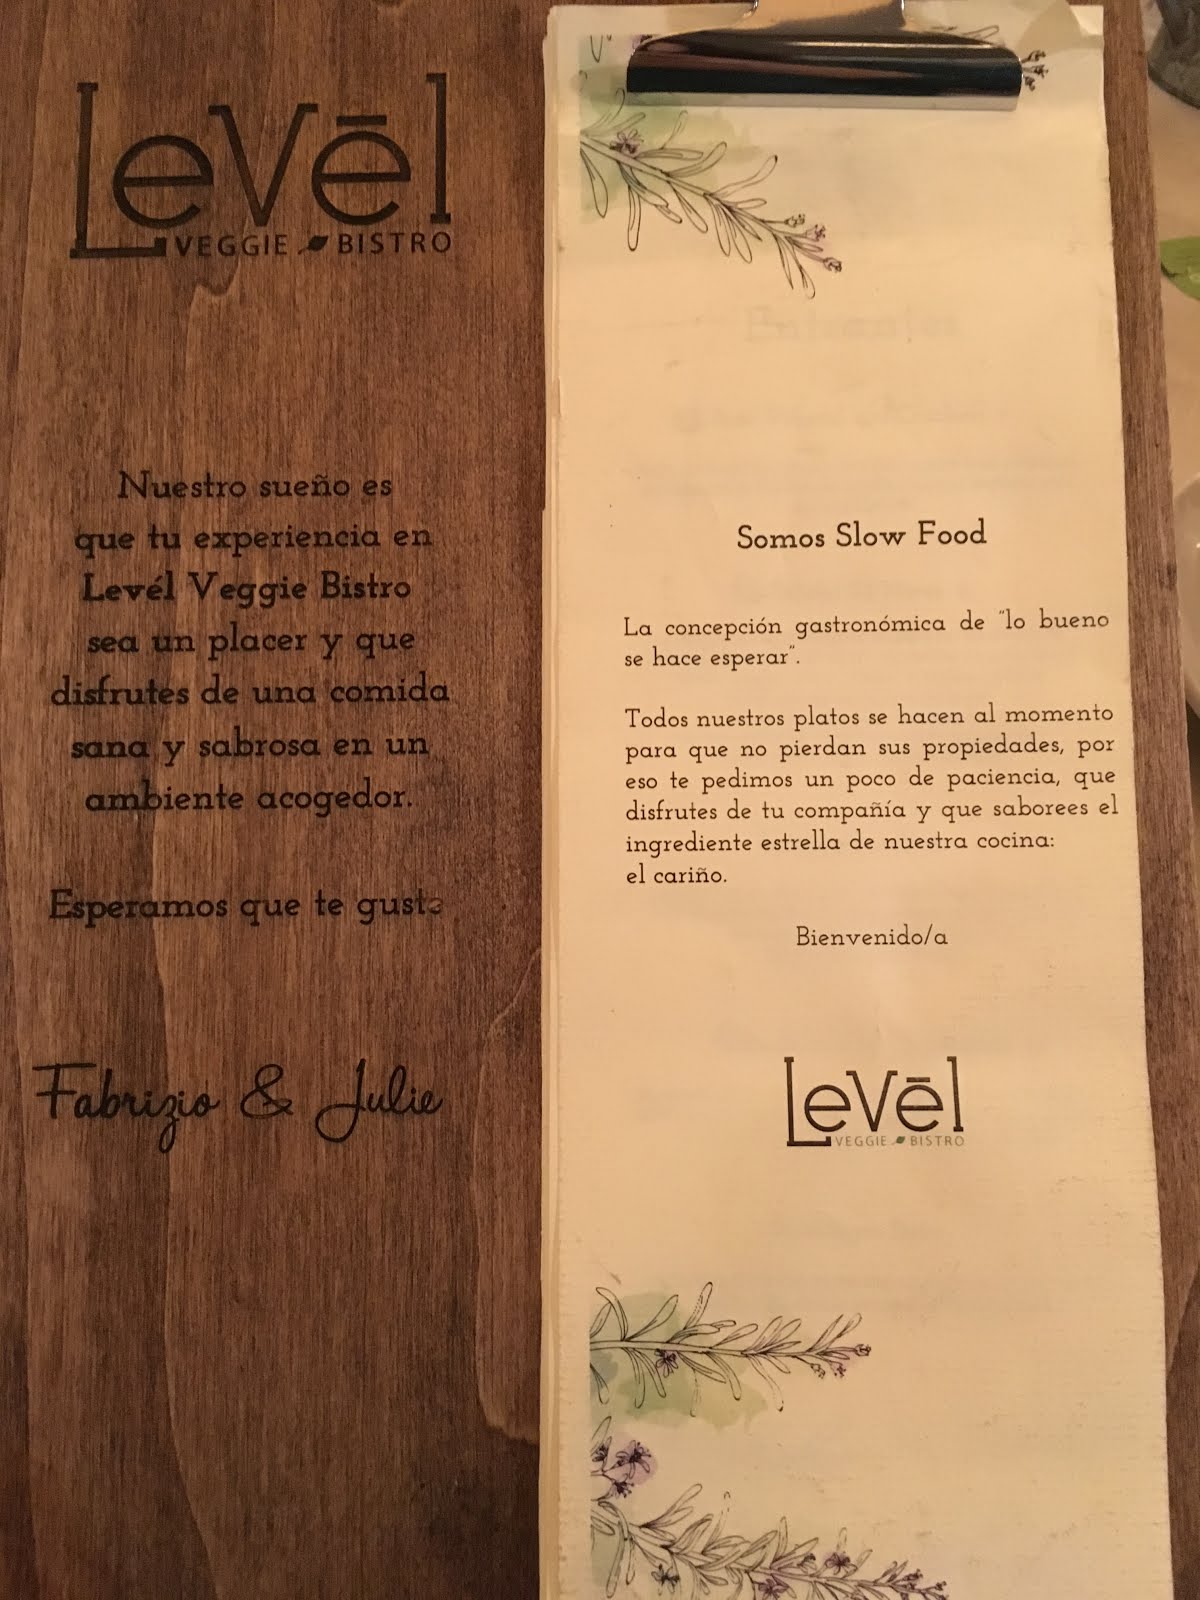 Levēl
VEGGIE BISTRO
Nuestro sueño es
que tu experiencia en
Levél Veggie Bistro
sea un placer y que
disfrutes de una comida
sana y sabrosa en un
ambiente acogedor.
Esperamos que te guste
Fabrizio & Julie
Somos Slow Food
La concepción gastronómica de "lo bueno
se hace esperar".
Todos nuestros platos se hacen al momento
para que no pierdan sus propiedades, por
eso te pedimos un poco de paciencia, que
disfrutes de tu compañía y que saborees el
ingrediente estrella de nuestra cocina:
el cariño.
Bienvenido/a
Levēl
VEGGIE BISTRO